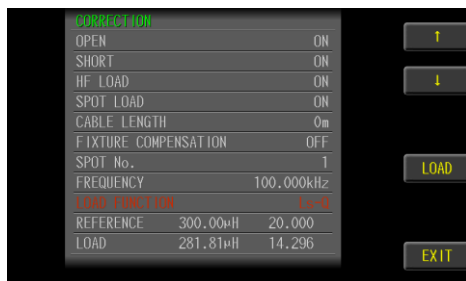 CORRECTION
OPEN ON
SHORT ON
HF LOAD ON
SPOT LOAD ON
CABLE LENGTH 0m
FIXTURE COMPENSATION OFF
SPOT No. 1
FREQUENCY 100.000kHz
LOAD FUNCTION Ls-Q
REFERENCE 300.00μH 20.000
LOAD 281.81μH 14.296
↑
↓
LOAD
EXIT